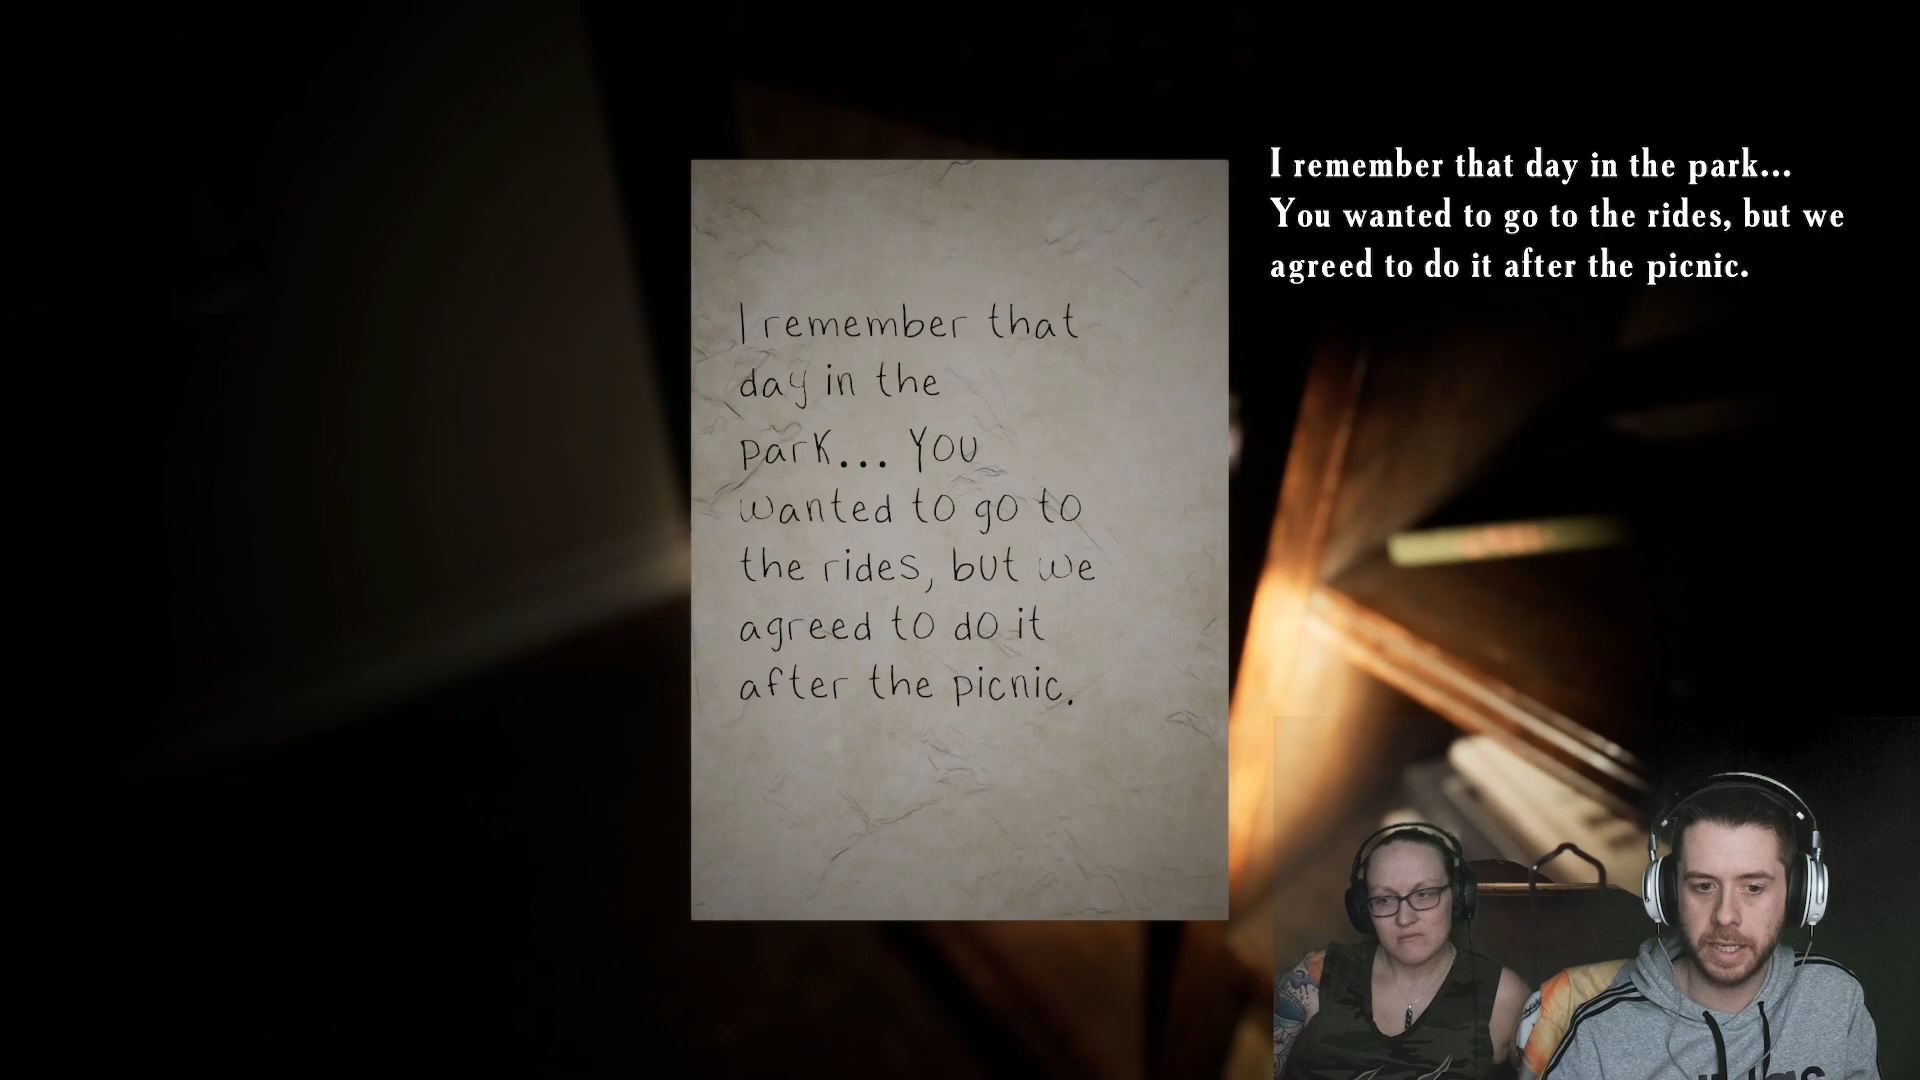 I remember that
day in the
park... You
wanted to go to
the rides, but we
agreed to do it
after the picnic.
I remember that day in the park...
You wanted to go to the rides, but we
agreed to do it after the picnic.